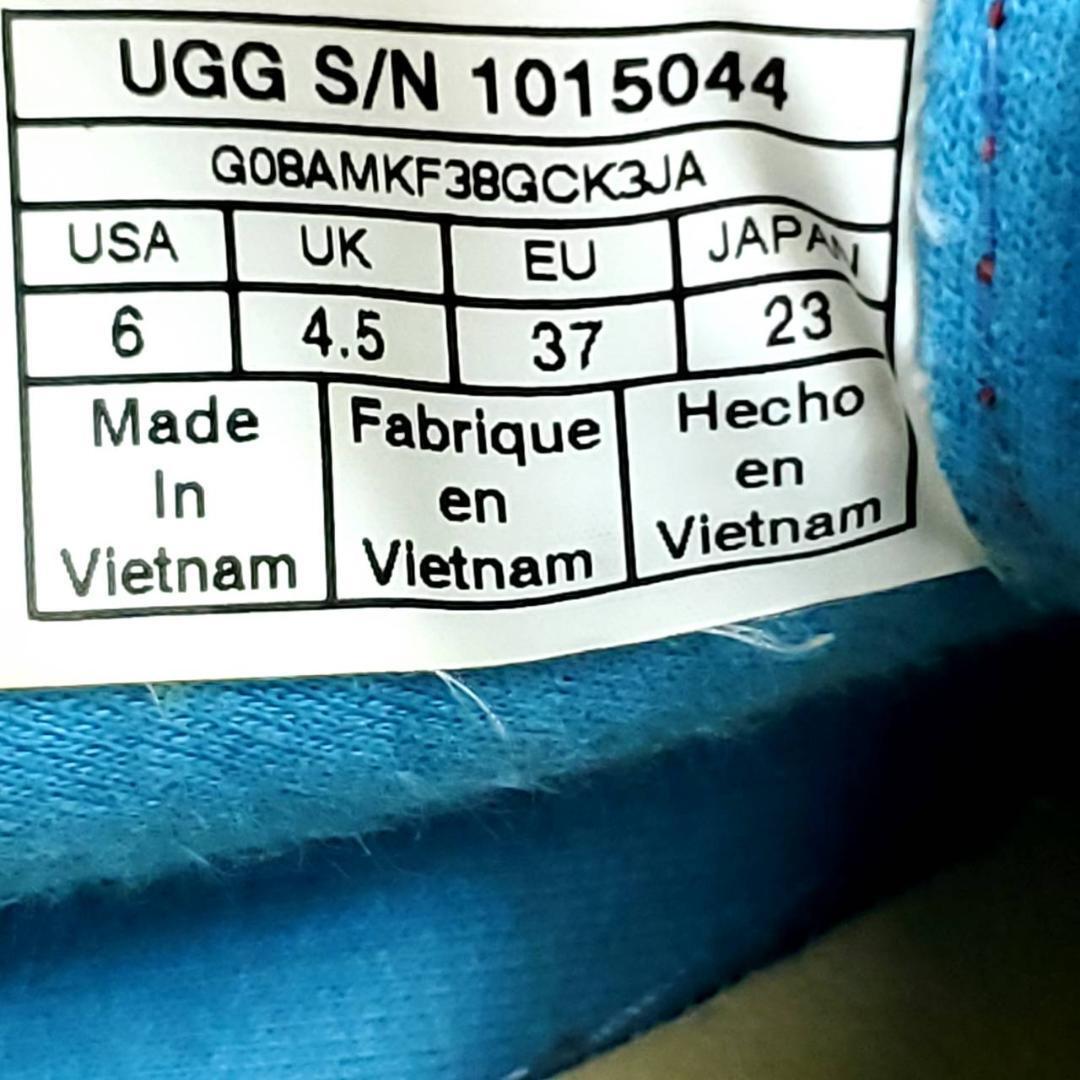 UGG S/N 1015044
G08AMKF38GCK3JA
USA UK EU JAPAN
6 4.5 37 23
Made
In
Vietnam
Fabrique
en
Vietnam
Hecho
en
Vietnam